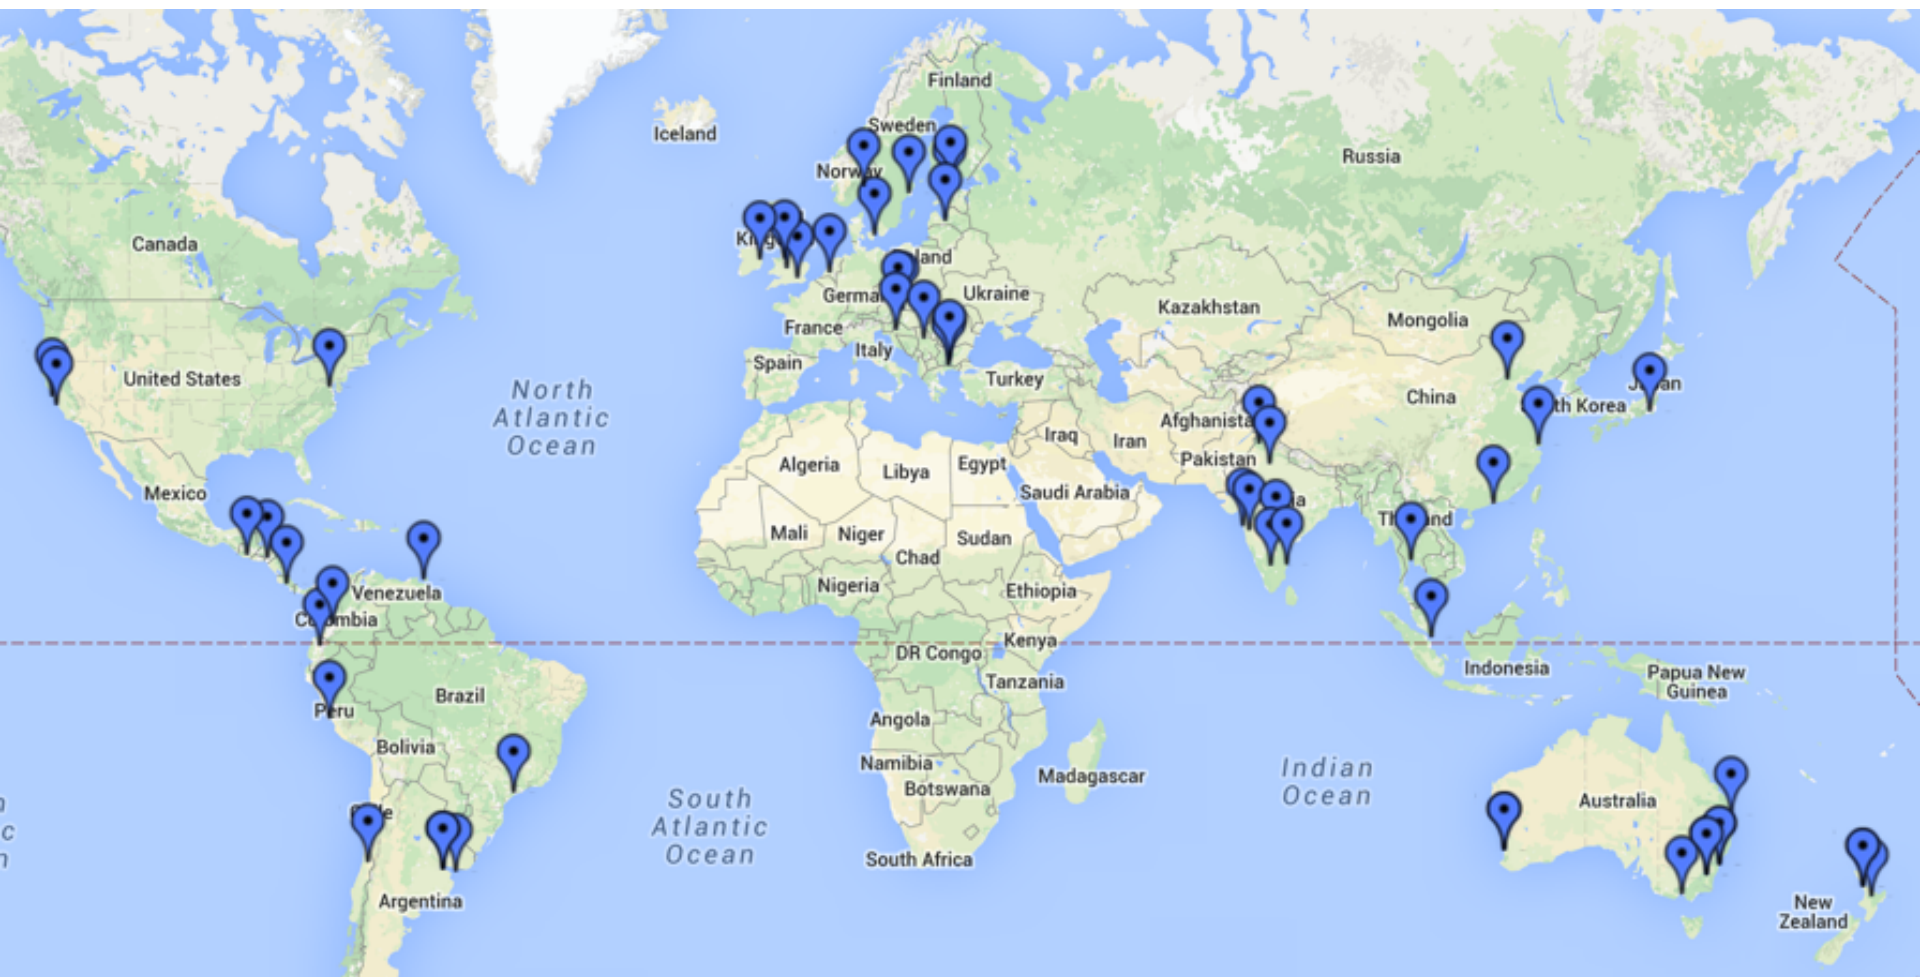 Finland
Iceland
Sweden
Norway
Russia
Canada
Ukraine
Kazakhstan
Mongolia
France
Italy
Spain
United States
Turkey
China
North
Atlantic
Ocean
Afghanista
Iraq
Iran
Pakistan
Algeria
Libya
Egypt
Saudi Arabia
Mexico
Mali
Niger
Sudan
Chad
Nigeria
Ethiopia
Venezuela
Kenya
DR Congo
Indonesia
Papua New
Guinea
Tanzania
Brazil
Peru
Angola
Bolivia
Namibia
Madagascar
Botswana
Indian
Ocean
South
Atlantic
Ocean
Australia
South Africa
Argentina
New
Zealand